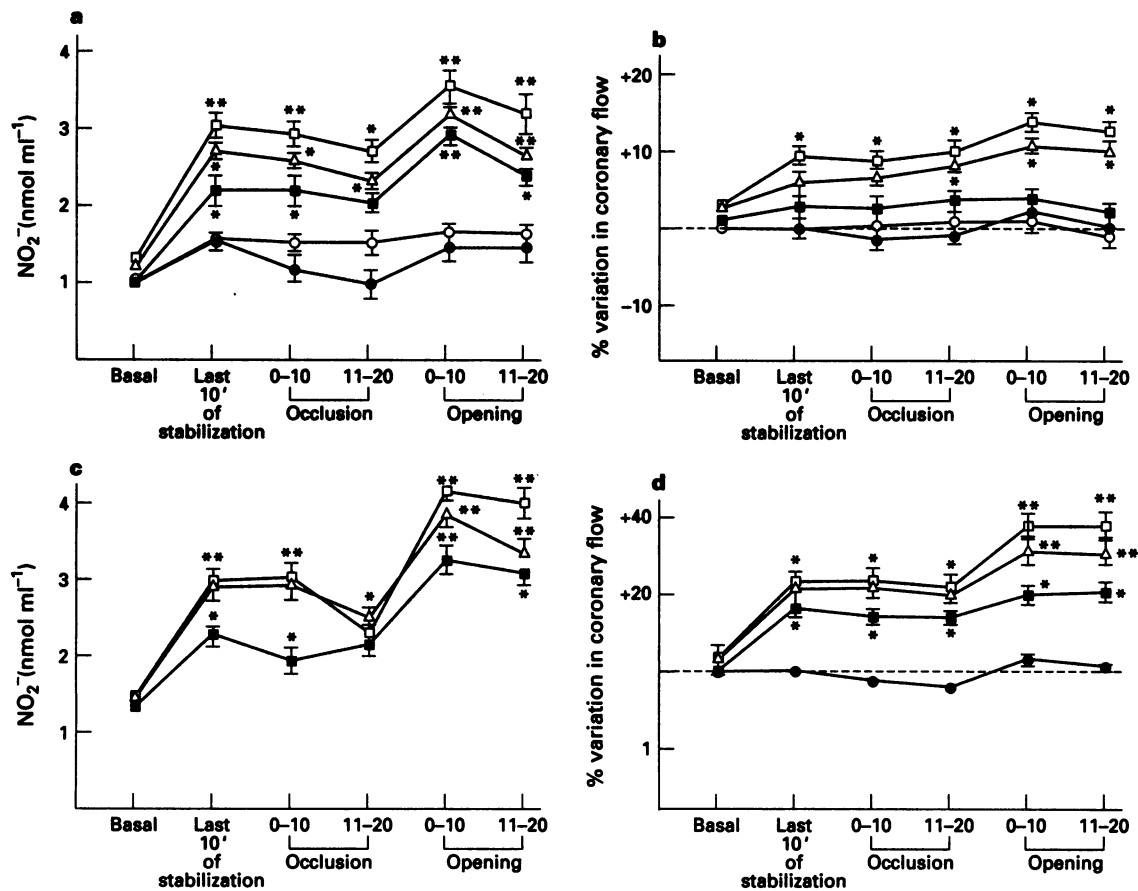 a
NO₂⁻(nmol ml⁻¹)
4
3
2
1
** ** * ** **
* ** **
* * * ** *
* *
Basal Last 0–10 11–20 0–10 11–20
10′ Occlusion Opening
of
stabilization
b
% variation in coronary flow
+20
+10
−10
* * * * *
* * *
Basal Last 0–10 11–20 0–10 11–20
10′ Occlusion Opening
of
stabilization
c
NO₂⁻(nmol ml⁻¹)
4
3
2
1
** ** * ** **
** **
* * ** *
Basal Last 0–10 11–20 0–10 11–20
10′ Occlusion Opening
of
stabilization
d
% variation in coronary flow
+40
+20
1
* * * ** **
** **
* * * * *
Basal Last 0–10 11–20 0–10 11–20
10′ Occlusion Opening
of
stabilization